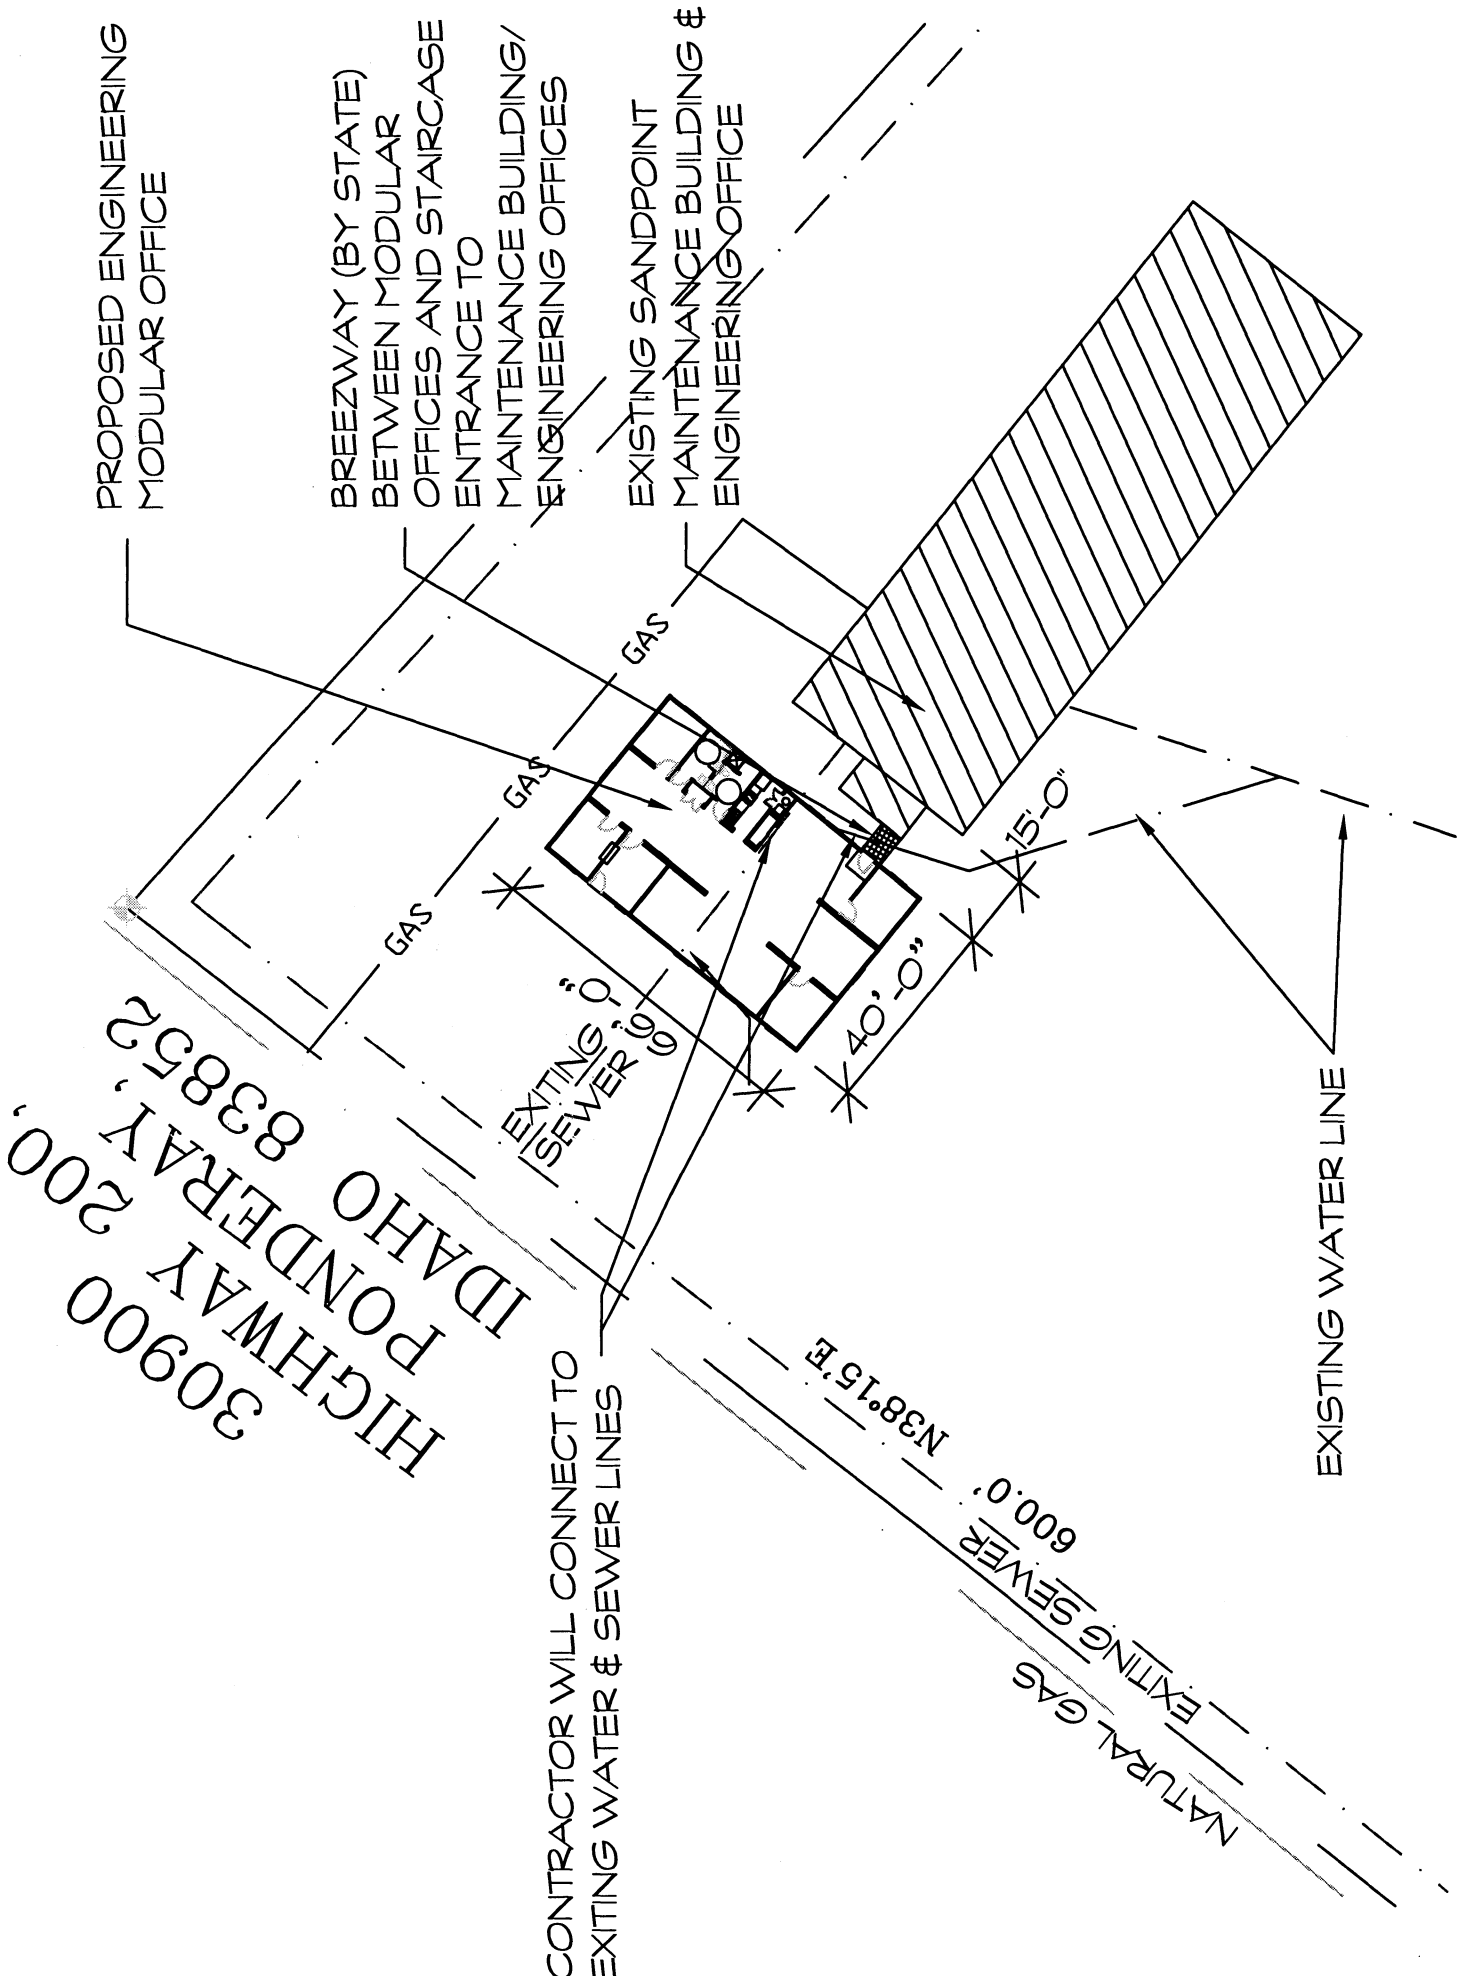 PROPOSED ENGINEERING
MODULAR OFFICE
BREEZWAY (BY STATE)
BETWEEN MODULAR
OFFICES AND STAIRCASE
ENTRANCE TO
MAINTENANCE BUILDING/
ENGINEERING OFFICES
EXISTING SANDPOINT
MAINTENANCE BUILDING &
ENGINEERING OFFICE
GAS
GAS
GAS
30900
HIGHWAY 200,
PONDERAY,
IDAHO 83852
EXITING
SEWER
66'-0"
40'-0"
15'-0"
CONTRACTOR WILL CONNECT TO
EXITING WATER & SEWER LINES
EXISTING WATER LINE
N38°15'E
600.0'
EXITING SEWER
NATURAL GAS